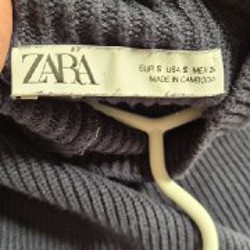 ZARA
EUR S USA S MEX 26
MADE IN CAMBODIA